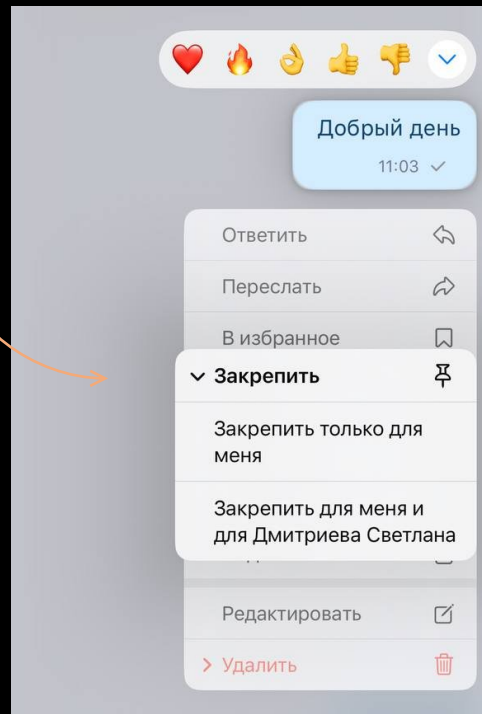 Добрый день
11:03
Ответить
Переслать
В избранное
Закрепить
Закрепить только для
меня
Закрепить для меня и
для Дмитриева Светлана
Редактировать
Удалить